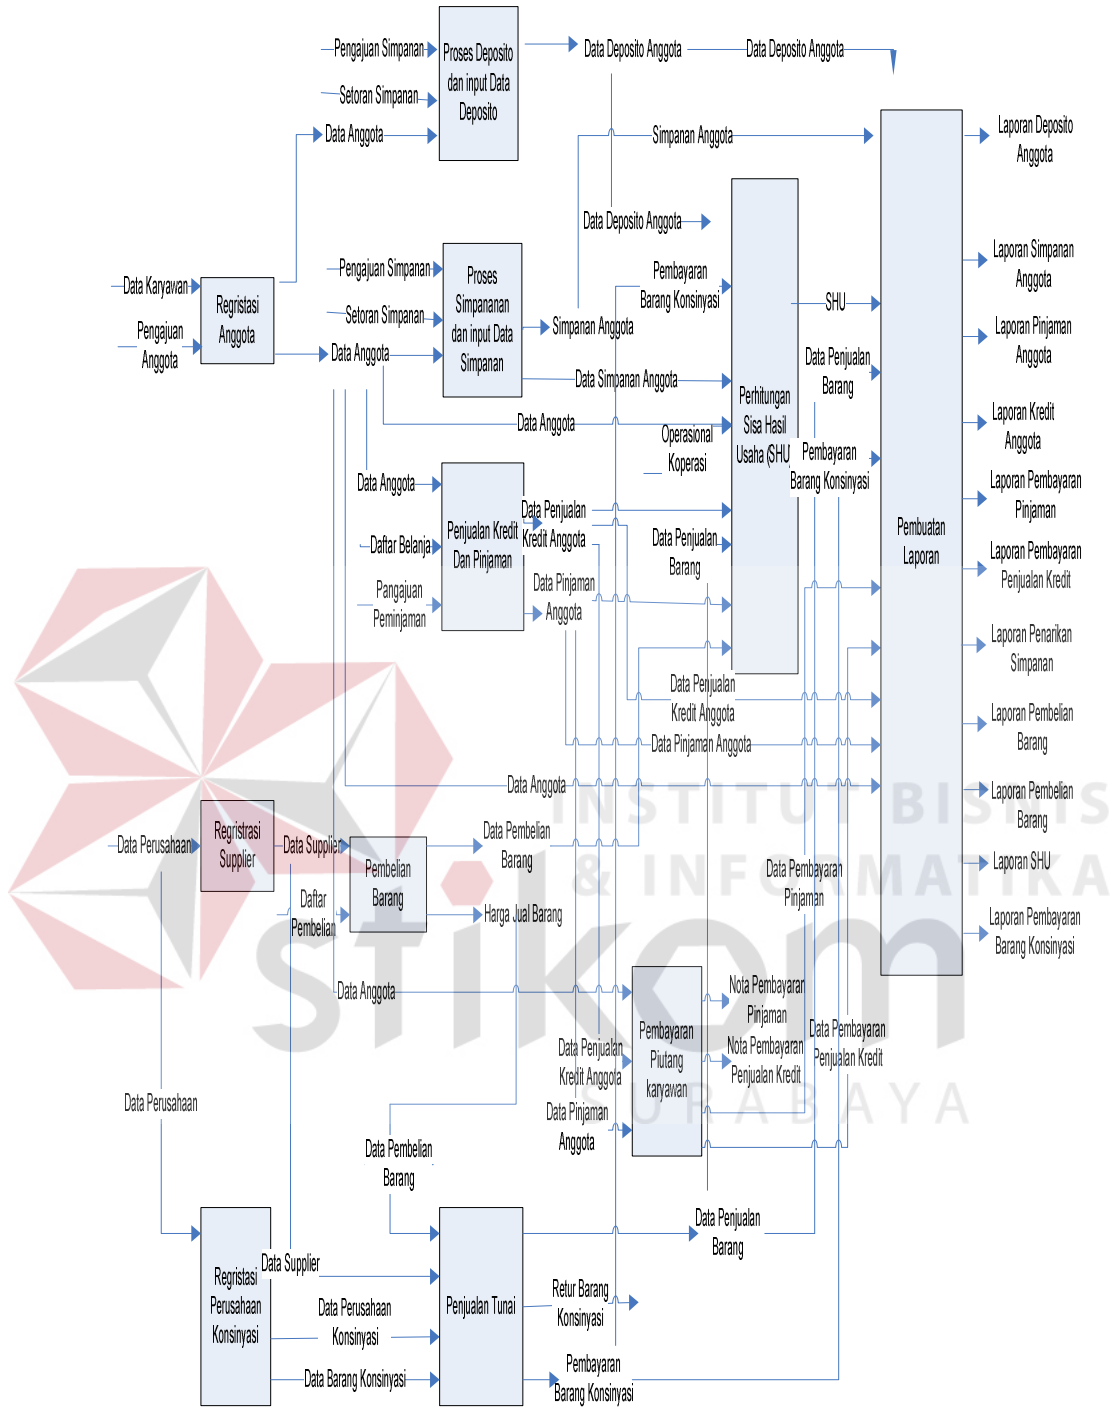 Pengajuan Simpanan
Setoran Simpanan
Data Anggota
Proses Deposito
dan input Data
Deposito
Data Deposito Anggota
Data Deposito Anggota
Simpanan Anggota
Data Deposito Anggota
Laporan Deposito
Anggota
Data Karyawan
Pengajuan
Anggota
Regristasi
Anggota
Pengajuan Simpanan
Setoran Simpanan
Data Anggota
Proses
Simpananan
dan input Data
Simpanan
Simpanan Anggota
Data Simpanan Anggota
Data Anggota
Pembayaran
Barang Konsinyasi
Operasional
Koperasi
Perhitungan
Sisa Hasil
Usaha (SHU
SHU
Data Penjualan
Barang
Pembayaran
Barang Konsinyasi
Laporan Simpanan
Anggota
Laporan Pinjaman
Anggota
Laporan Kredit
Anggota
Laporan Pembayaran
Pinjaman
Data Anggota
Daftar Belanja
Pangajuan
Peminjaman
Penjualan Kredit
Dan Pinjaman
Data Penjualan
Kredit Anggota
Data Pinjaman
Anggota
Data Penjualan
Barang
Pembuatan
Laporan
Laporan Pembayaran
Penjualan Kredit
Laporan Penarikan
Simpanan
Data Penjualan
Kredit Anggota
Data Pinjaman Anggota
Data Anggota
Laporan Pembelian
Barang
Laporan Pembelian
Barang
Laporan SHU
Laporan Pembayaran
Barang Konsinyasi
Data Perusahaan
Regristrasi
Supplier
Data Supplier
Daftar
Pembelian
Pembelian
Barang
Data Pembelian
Barang
Harga Jual Barang
Data Pembayaran
Pinjaman
INSTITUT BISNIS
& INFORMATIKA
stikom
SURABAYA
Data Anggota
Data Penjualan
Kredit Anggota
Data Pinjaman
Anggota
Pembayaran
Piutang
karyawan
Nota Pembayaran
Pinjaman
Nota Pembayaran
Penjualan Kredit
Data Pembayaran
Penjualan Kredit
Data Perusahaan
Data Pembelian
Barang
Regristasi
Perusahaan
Konsinyasi
Data Supplier
Data Perusahaan
Konsinyasi
Data Barang Konsinyasi
Penjualan Tunai
Data Penjualan
Barang
Retur Barang
Konsinyasi
Pembayaran
Barang Konsinyasi